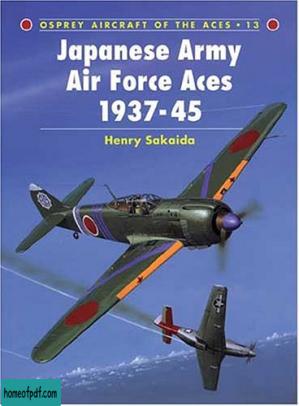 OSPREY AIRCRAFT OF THE ACES • 13
Japanese Army
Air Force Aces
1937-45
Henry Sakaida
homeofpdf.com